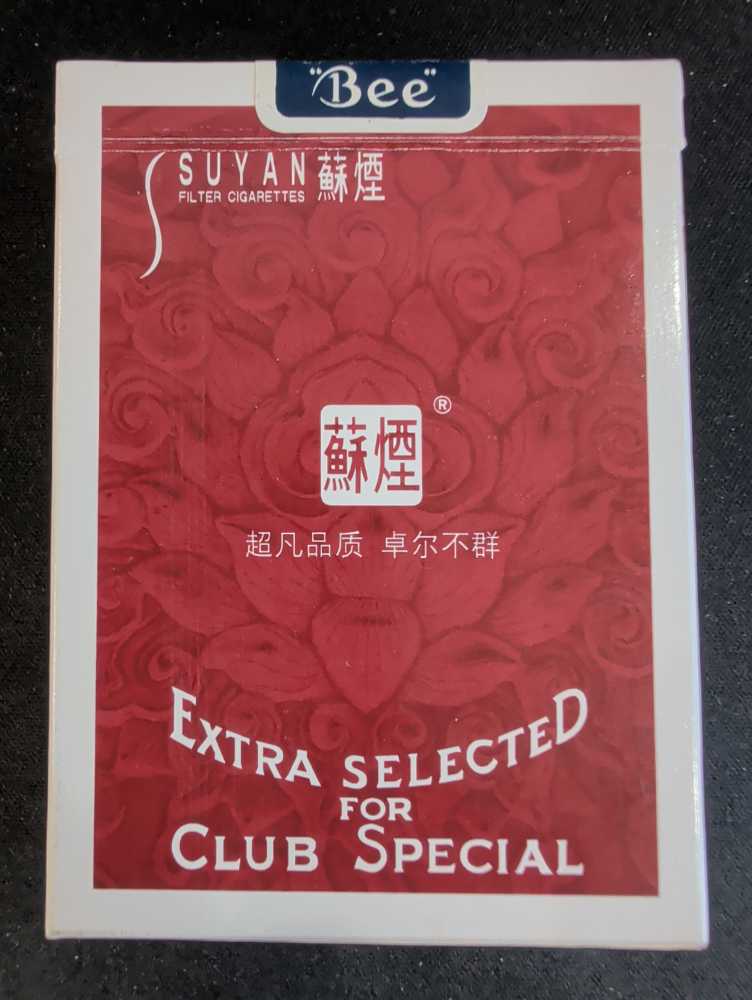 "Bee"
SUYAN 蘇煙
FILTER CIGARETTES
蘇煙 ®
超凡品质 卓尔不群
EXTRA SELECTED
FOR
CLUB SPECIAL